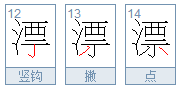 12 13 14
漂 漂 漂
竖钩 撇 点